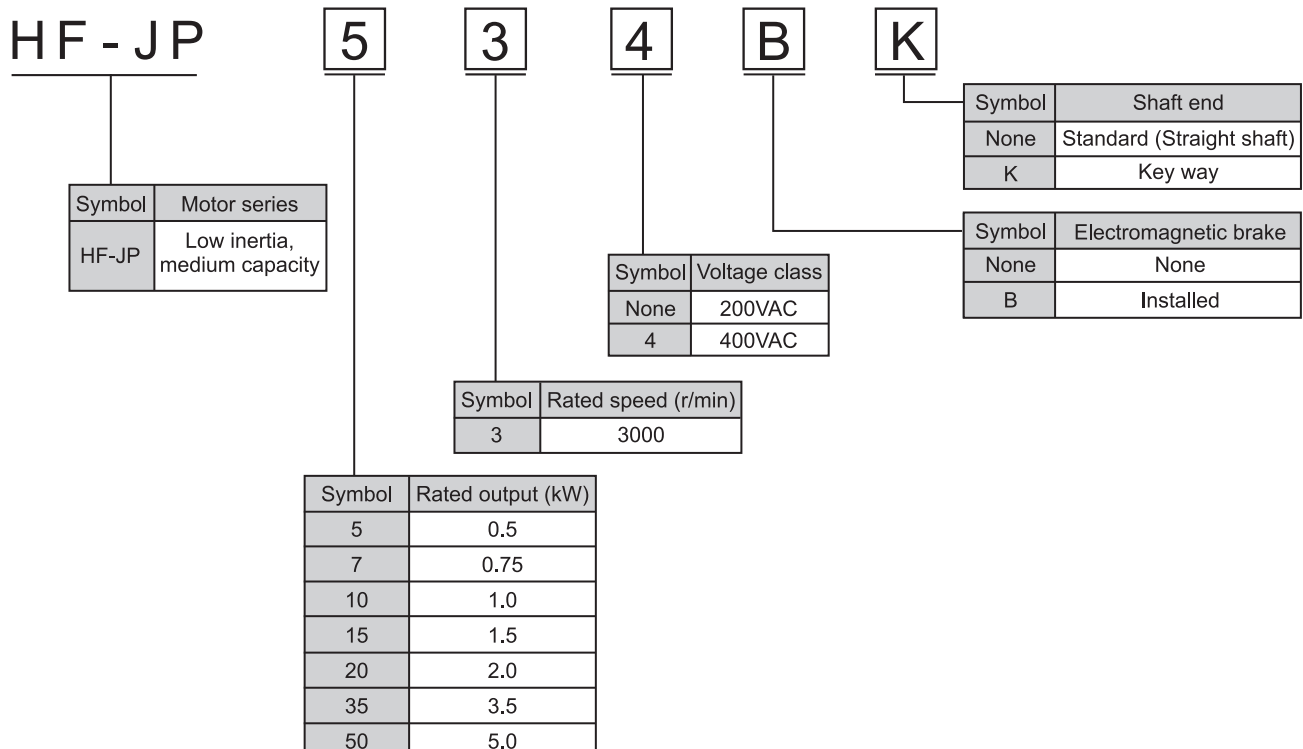 HF-JP 5 3 4 B K
Symbol Shaft end
None Standard (Straight shaft)
K Key way
Symbol Motor series
HF-JP Low inertia,
medium capacity
Symbol Electromagnetic brake
None None
B Installed
Symbol Voltage class
None 200VAC
4 400VAC
Symbol Rated speed (r/min)
3 3000
Symbol Rated output (kW)
5 0.5
7 0.75
10 1.0
15 1.5
20 2.0
35 3.5
50 5.0